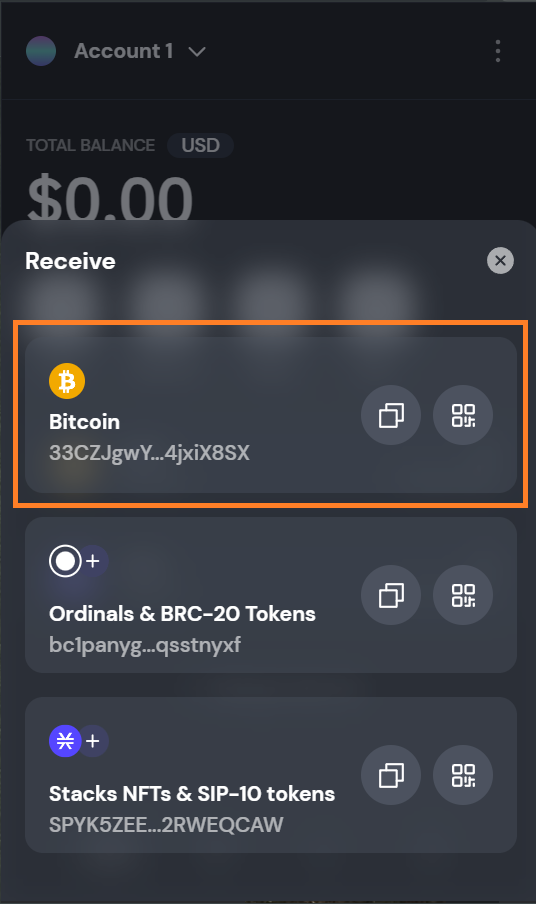 Account 1
TOTAL BALANCE USD
$0.00
Receive
Bitcoin
33CZJgwY...4jxiX8SX
Ordinals & BRC-20 Tokens
bc1panyg...qsstnyxf
Stacks NFTs & SIP-10 tokens
SPYK5ZEE...2RWEQCAW